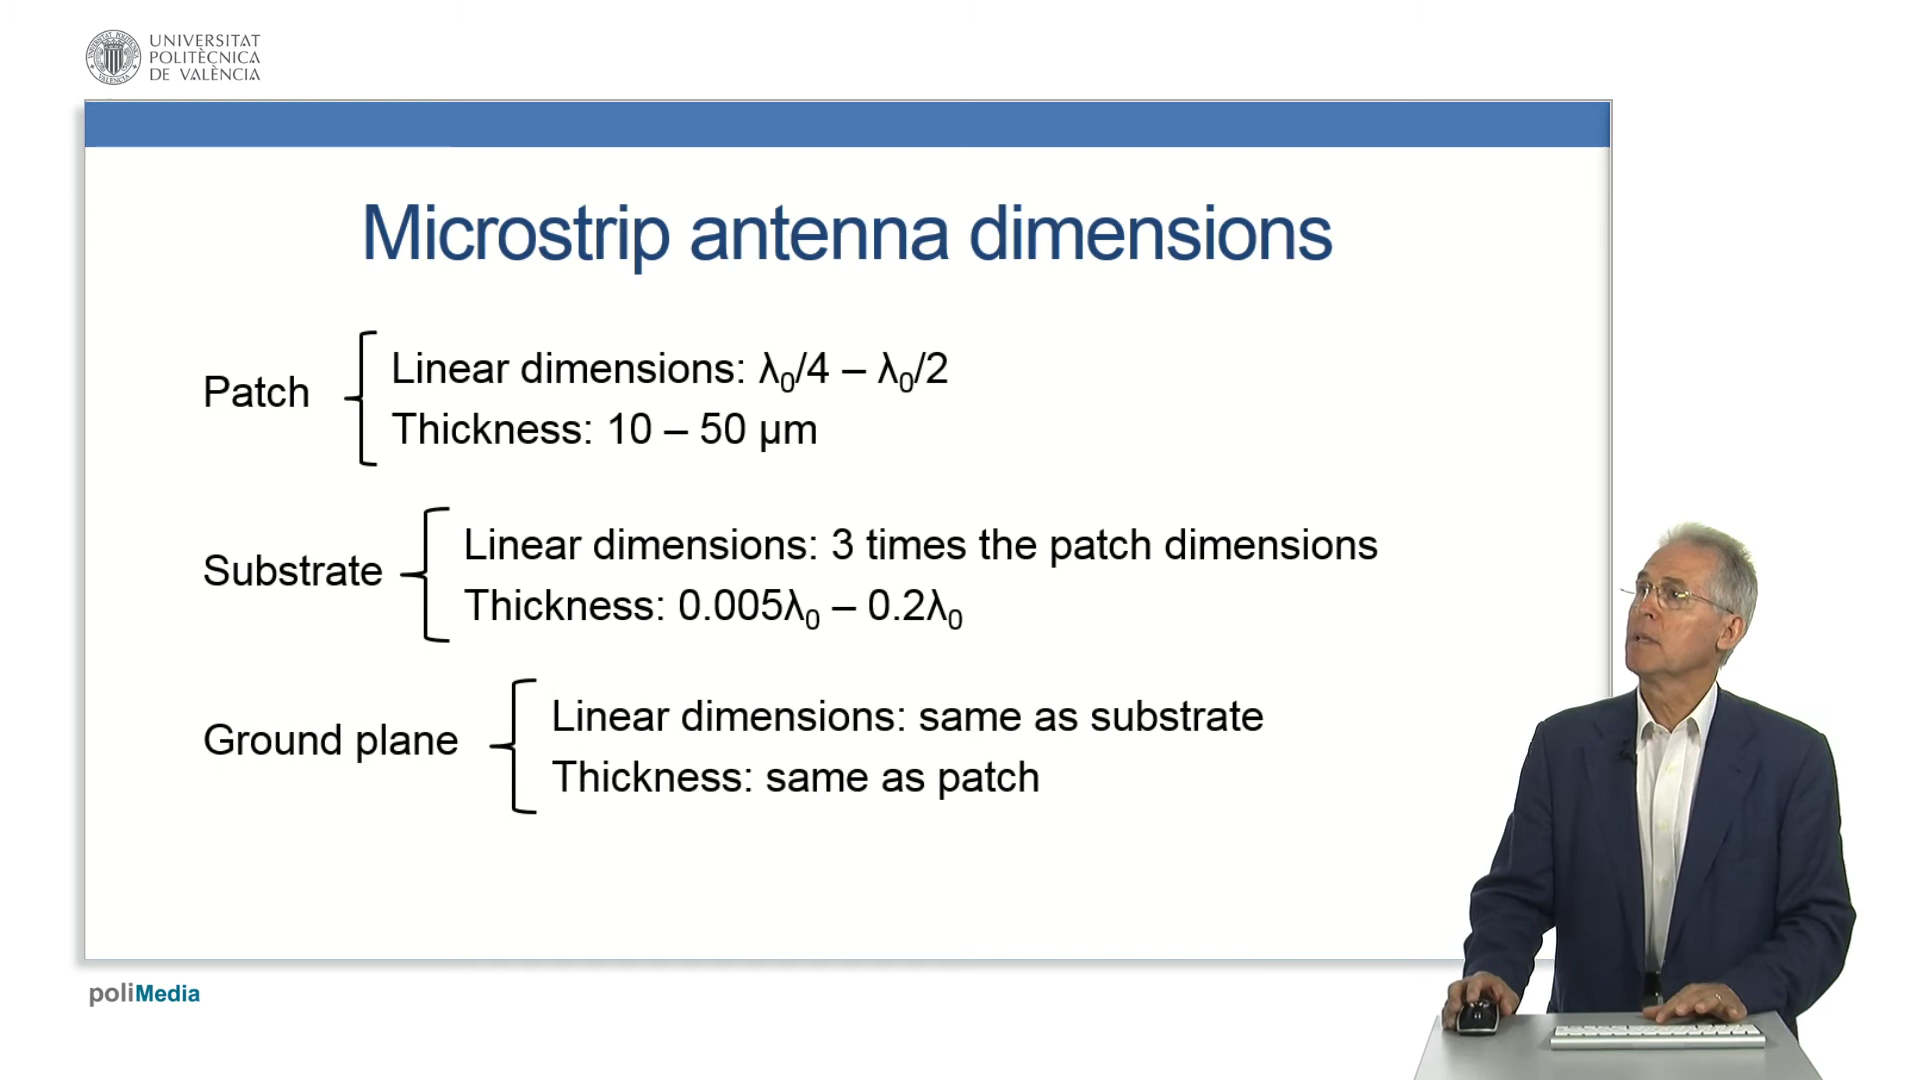 UNIVERSITAT
POLITÈCNICA
DE VALÈNCIA
Microstrip antenna dimensions
Patch
Linear dimensions: λ₀/4 – λ₀/2
Thickness: 10 – 50 μm
Substrate
Linear dimensions: 3 times the patch dimensions
Thickness: 0.005λ₀ – 0.2λ₀
Ground plane
Linear dimensions: same as substrate
Thickness: same as patch
poliMedia